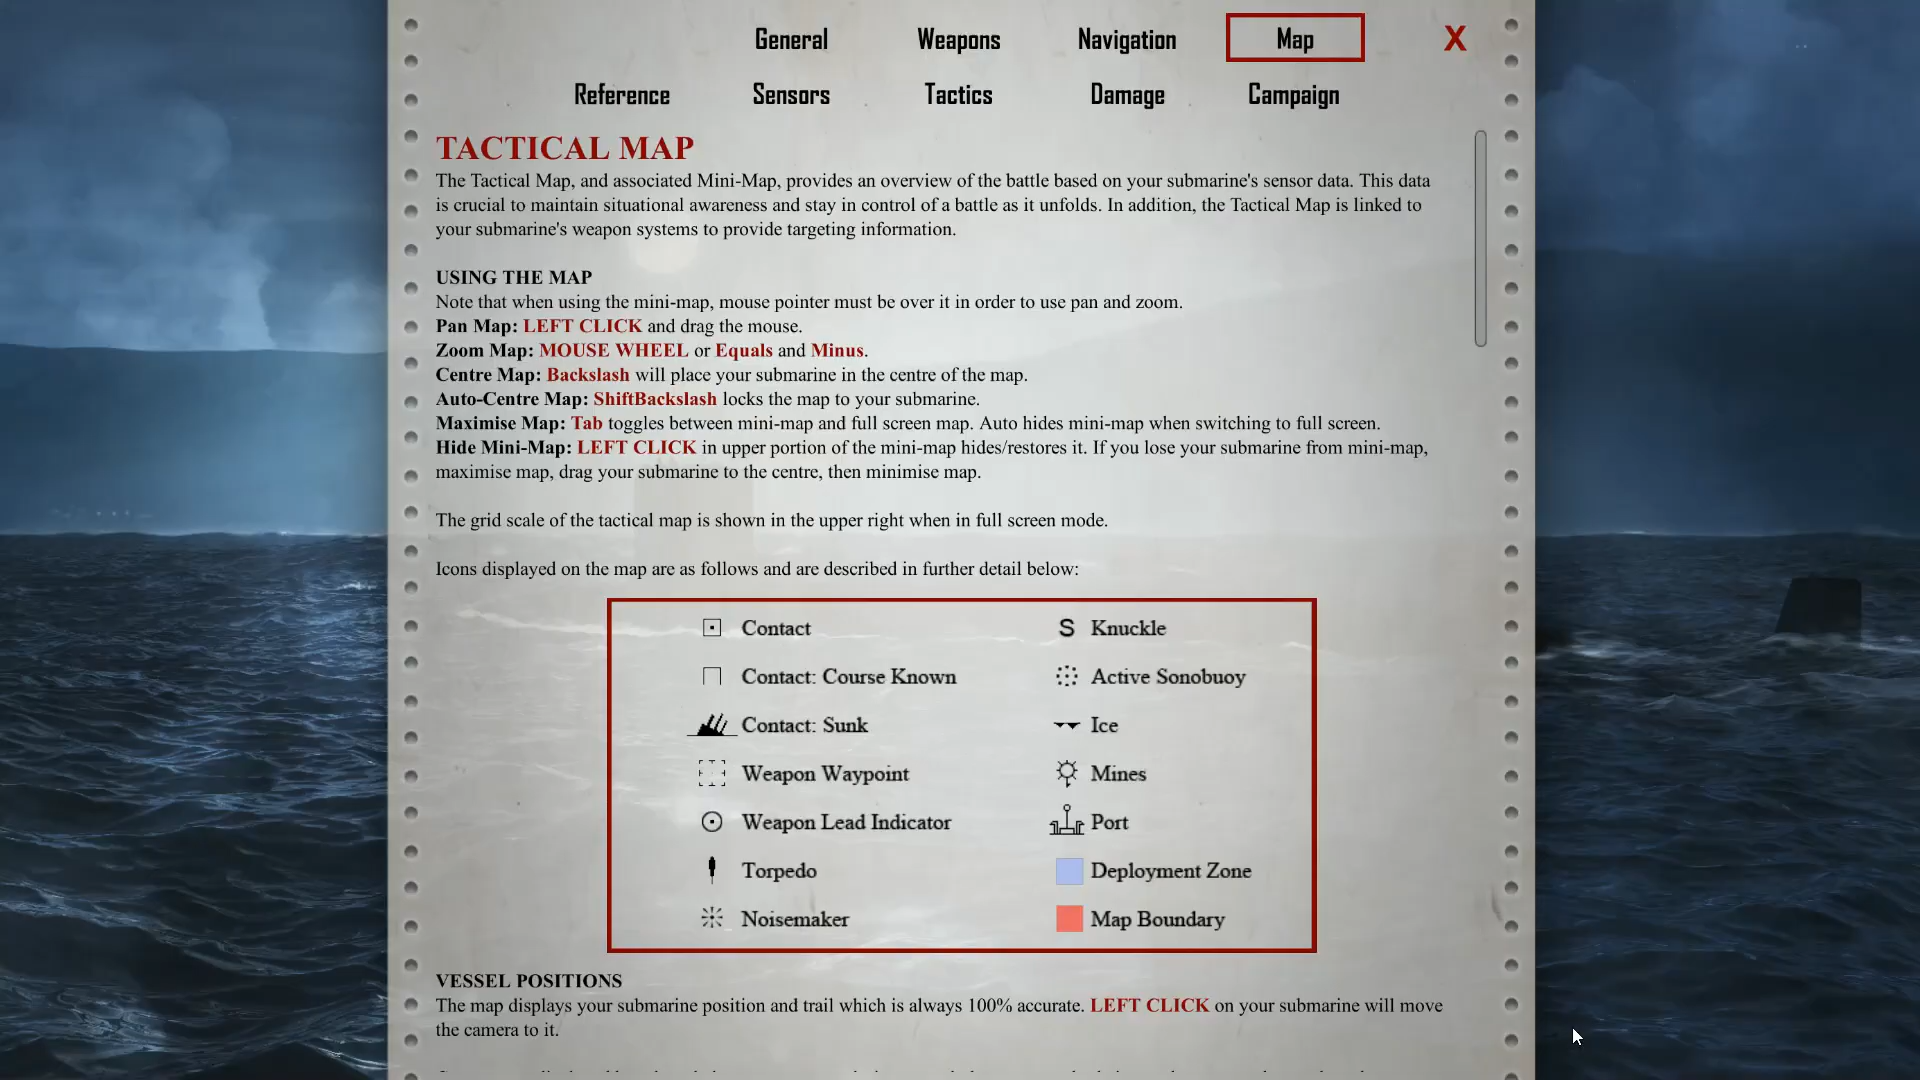 General Weapons Navigation Map X
Reference Sensors Tactics Damage Campaign
TACTICAL MAP
The Tactical Map, and associated Mini-Map, provides an overview of the battle based on your submarine's sensor data. This data
is crucial to maintain situational awareness and stay in control of a battle as it unfolds. In addition, the Tactical Map is linked to
your submarine's weapon systems to provide targeting information.
USING THE MAP
Note that when using the mini-map, mouse pointer must be over it in order to use pan and zoom.
Pan Map: LEFT CLICK and drag the mouse.
Zoom Map: MOUSE WHEEL or Equals and Minus.
Centre Map: Backslash will place your submarine in the centre of the map.
Auto-Centre Map: ShiftBackslash locks the map to your submarine.
Maximise Map: Tab toggles between mini-map and full screen map. Auto hides mini-map when switching to full screen.
Hide Mini-Map: LEFT CLICK in upper portion of the mini-map hides/restores it. If you lose your submarine from mini-map,
maximise map, drag your submarine to the centre, then minimise map.
The grid scale of the tactical map is shown in the upper right when in full screen mode.
Icons displayed on the map are as follows and are described in further detail below:
Contact
Contact: Course Known
Contact: Sunk
Weapon Waypoint
Weapon Lead Indicator
Torpedo
Noisemaker
S Knuckle
Active Sonobuoy
Ice
Mines
Port
Deployment Zone
Map Boundary
VESSEL POSITIONS
The map displays your submarine position and trail which is always 100% accurate. LEFT CLICK on your submarine will move
the camera to it.